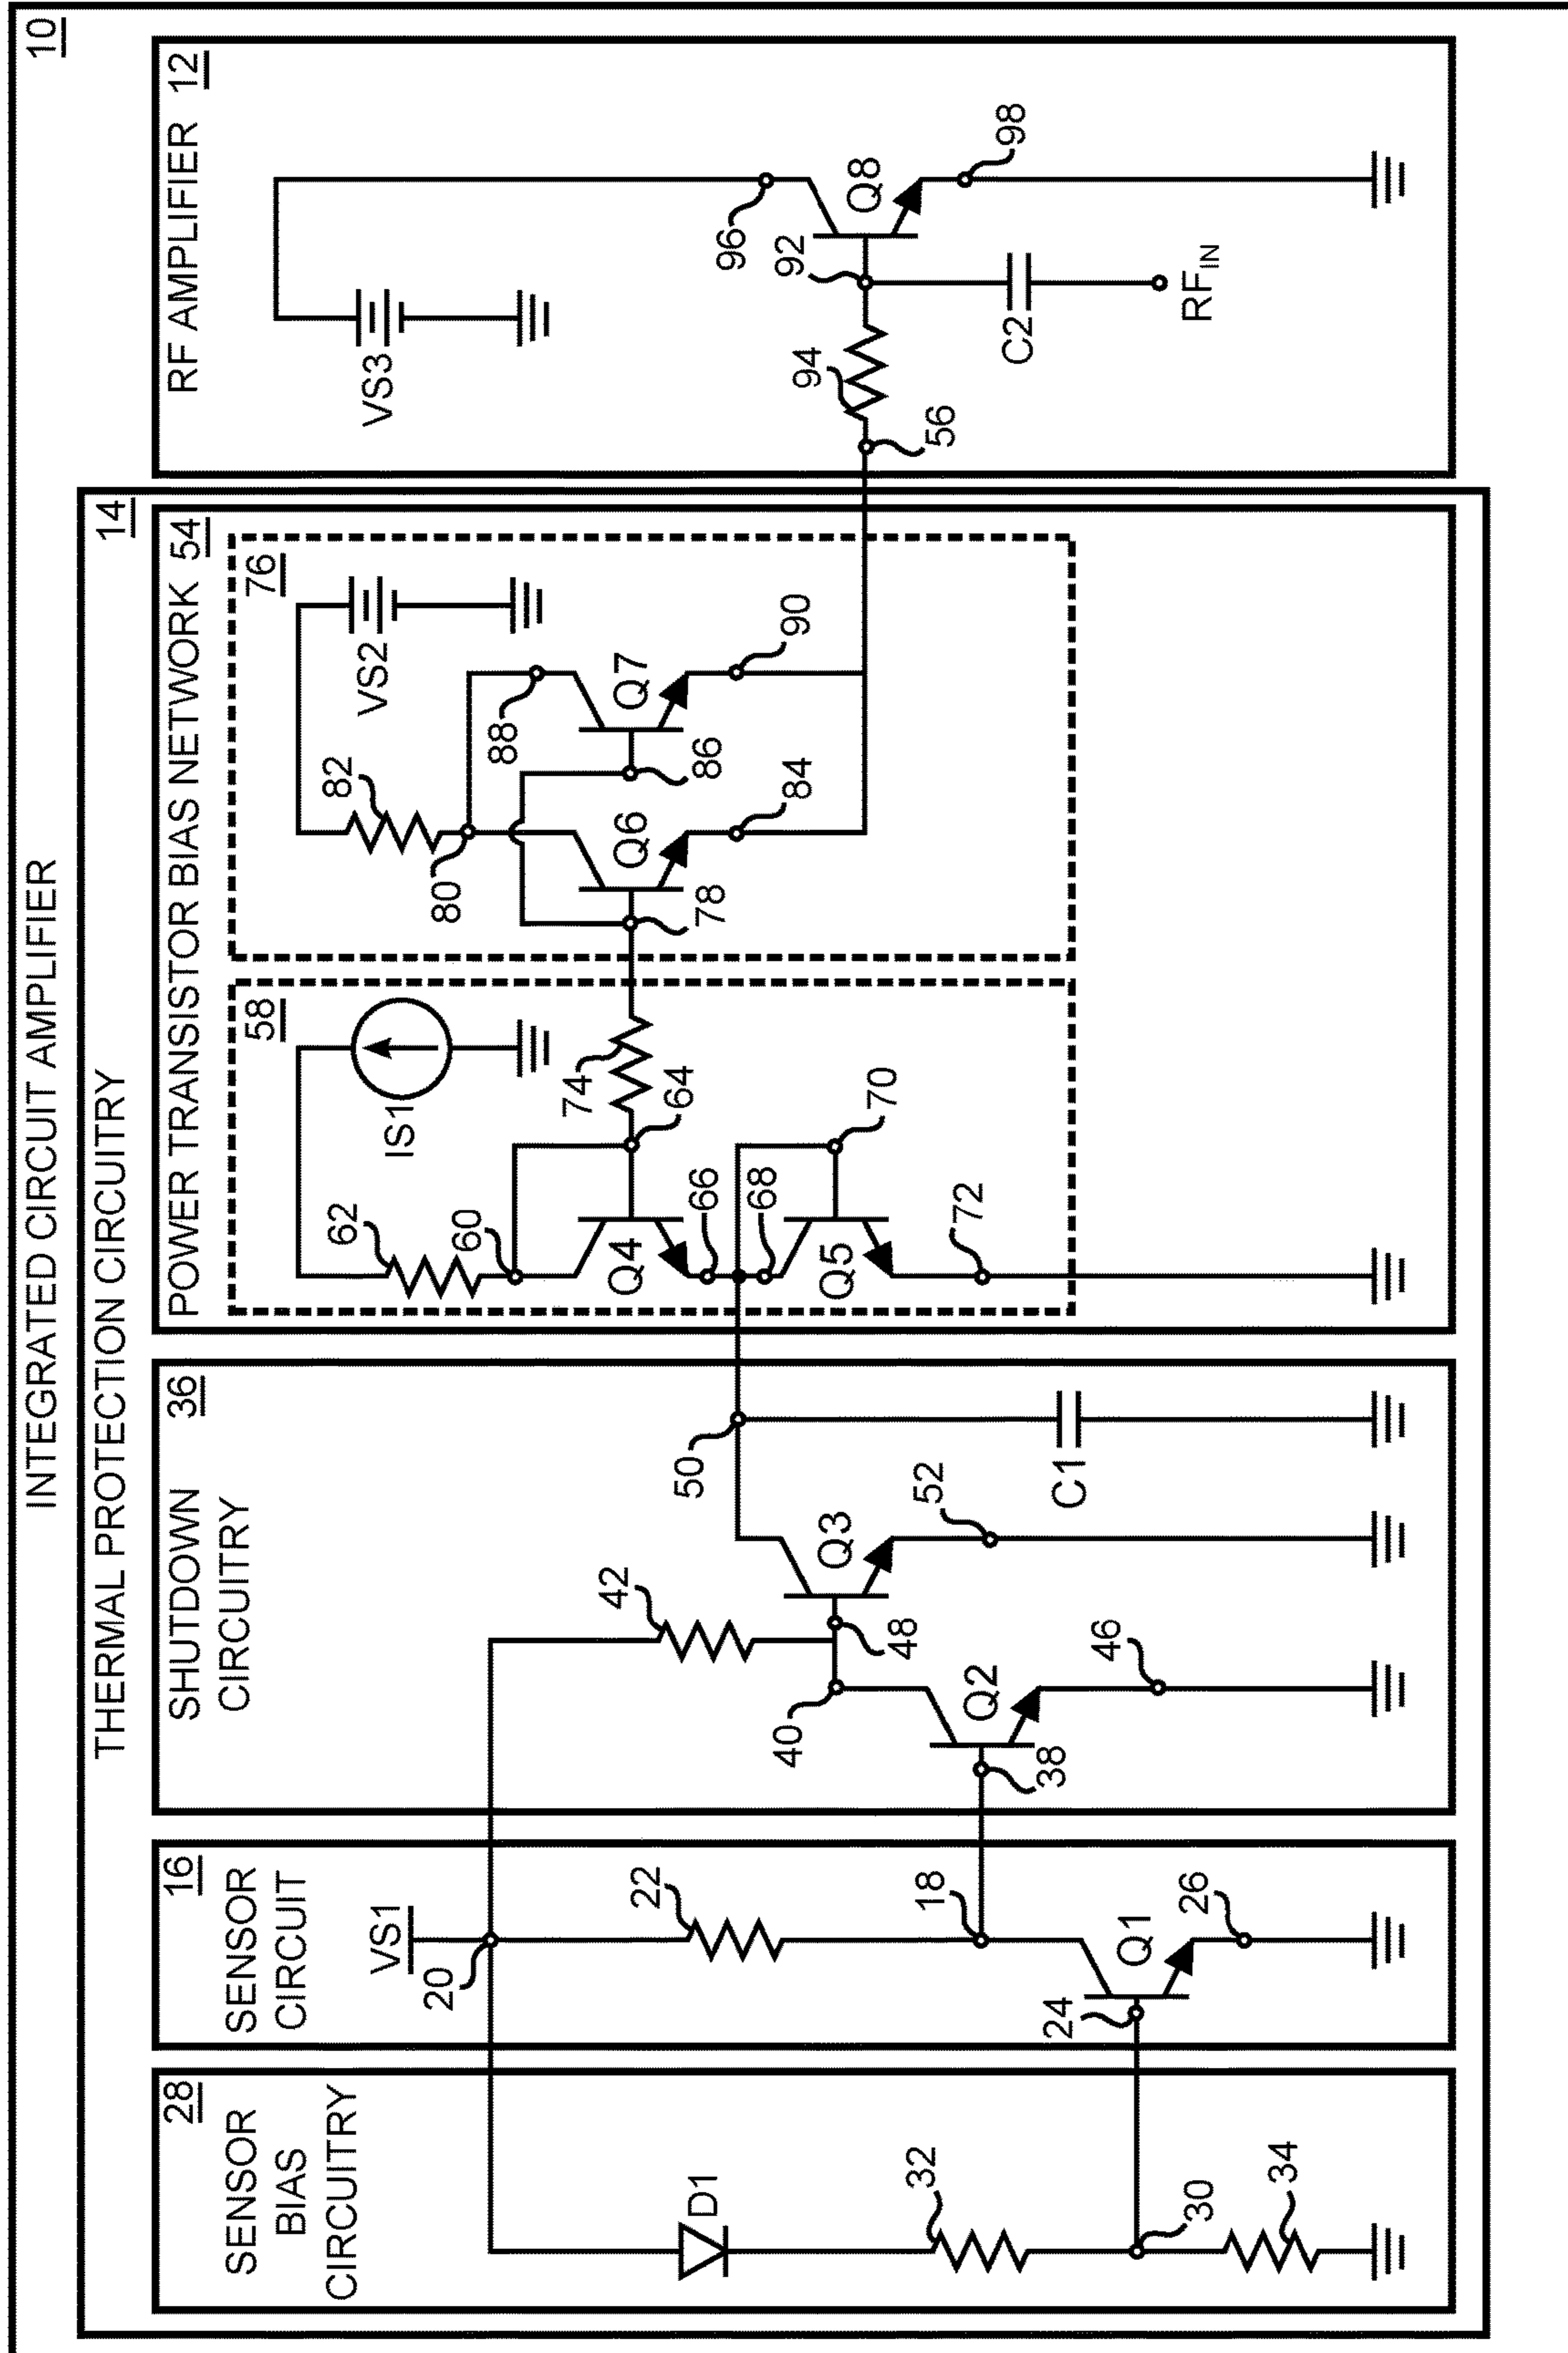 INTEGRATED CIRCUIT AMPLIFIER
10
THERMAL PROTECTION CIRCUITRY
14
SENSOR
BIAS
CIRCUITRY
28
D1
32
30
34
SENSOR
CIRCUIT
16
VS1
20
22
18
24
Q1
26
SHUTDOWN
CIRCUITRY
36
42
40
48
38
Q2
46
Q3
50
52
C1
POWER TRANSISTOR BIAS NETWORK 54
58
62
60
IS1
74
64
Q4
66
68
70
Q5
72
76
82
80
VS2
88
Q6
78
Q7
86
84
90
RF AMPLIFIER 12
VS3
96
92
Q8
98
94
56
C2
RFIN